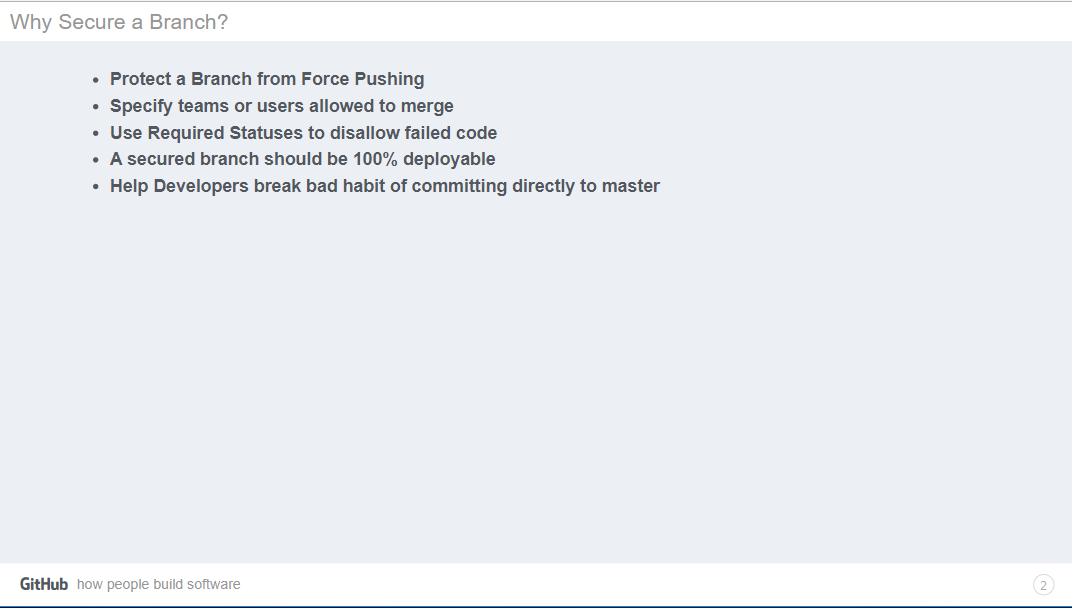 Why Secure a Branch?
• Protect a Branch from Force Pushing
• Specify teams or users allowed to merge
• Use Required Statuses to disallow failed code
• A secured branch should be 100% deployable
• Help Developers break bad habit of committing directly to master
GitHub how people build software
2